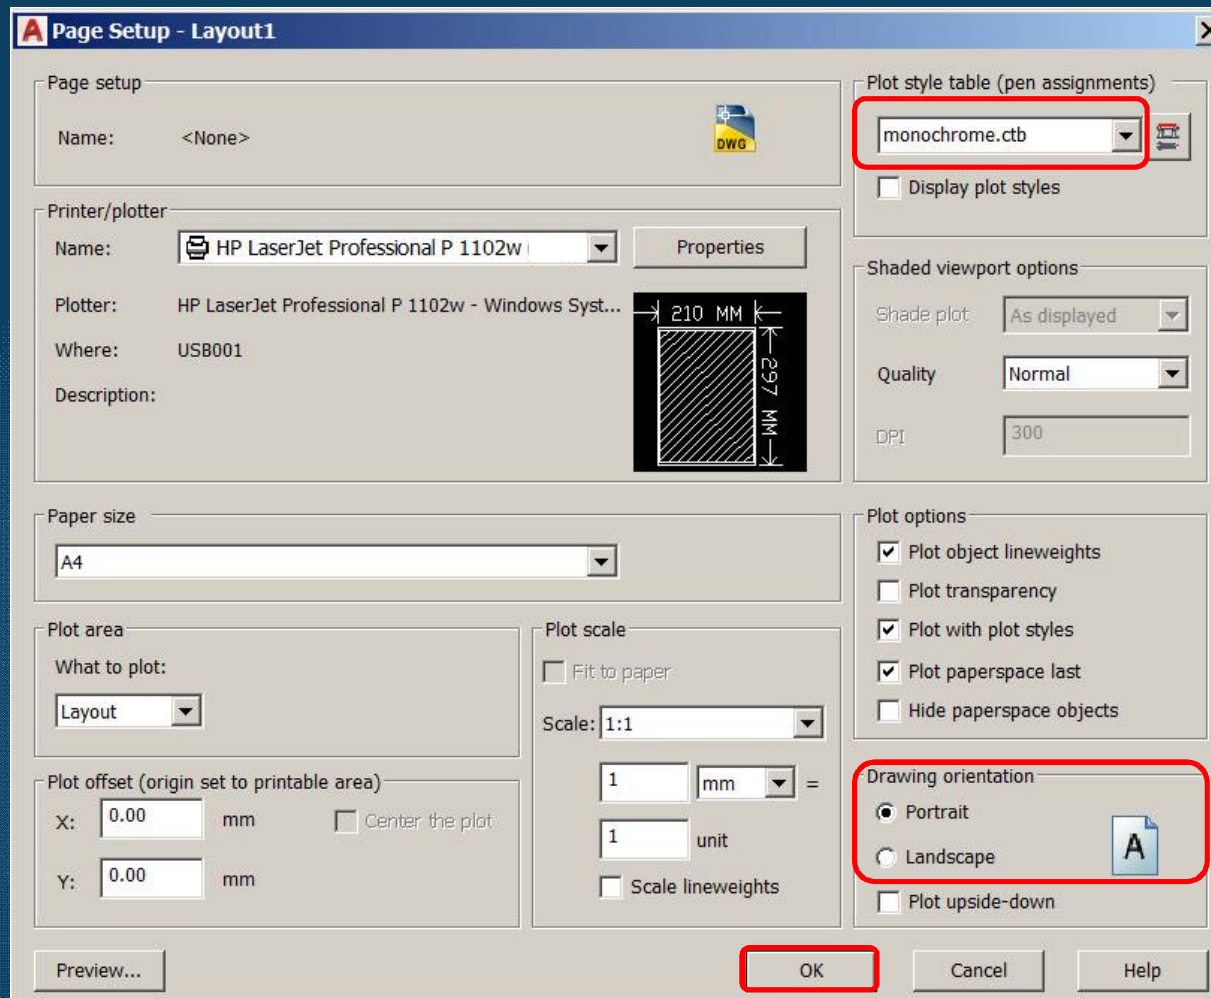 Page Setup - Layout1
Page setup
Name: <None>
DWG
Printer/plotter
Name: HP LaserJet Professional P 1102w
Properties
Plotter: HP LaserJet Professional P 1102w - Windows Syst...
Where: USB001
Description:
210 MM
297 MM
Paper size
A4
Plot area
What to plot:
Layout
Plot offset (origin set to printable area)
X: 0.00 mm
Center the plot
Y: 0.00 mm
Plot scale
Fit to paper
Scale: 1:1
1 mm =
1 unit
Scale lineweights
Plot style table (pen assignments)
monochrome.ctb
Display plot styles
Shaded viewport options
Shade plot As displayed
Quality Normal
DPI 300
Plot options
Plot object lineweights
Plot transparency
Plot with plot styles
Plot paperspace last
Hide paperspace objects
Drawing orientation
Portrait
Landscape
A
Plot upside-down
Preview...
OK
Cancel
Help